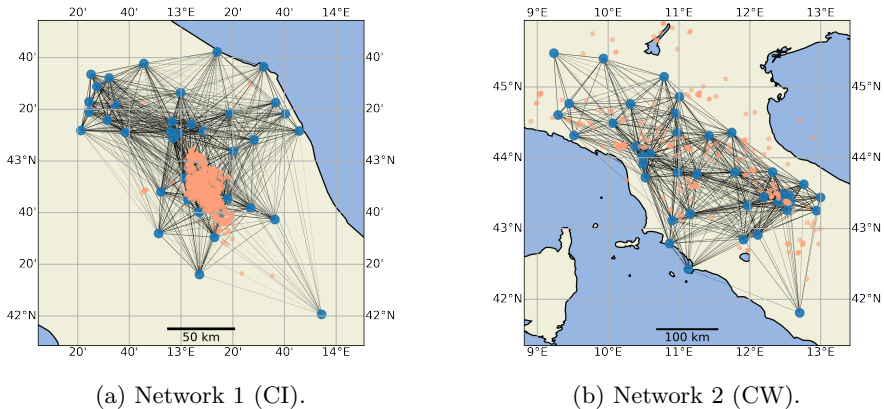 20' 40' 13°E 20' 40' 14°E
40' 40'
20' 20'
43°N 43°N
40' 40'
20' 20'
42°N 42°N
50 km
20' 40' 13°E 20' 40' 14°E
(a) Network 1 (CI).
9°E 10°E 11°E 12°E 13°E
45°N 45°N
44°N 44°N
43°N 43°N
42°N 42°N
100 km
9°E 10°E 11°E 12°E 13°E
(b) Network 2 (CW).